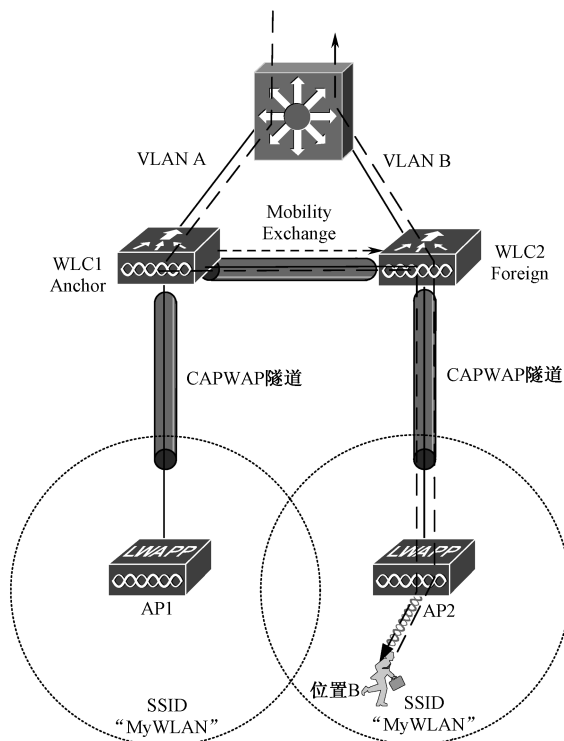 VLAN A
VLAN B
Mobility
Exchange
WLC1
Anchor
WLC2
Foreign
CAPWAP隧道
CAPWAP隧道
LWAPP
LWAPP
AP1
AP2
位置B
SSID
“MyWLAN”
SSID
“MyWLAN”